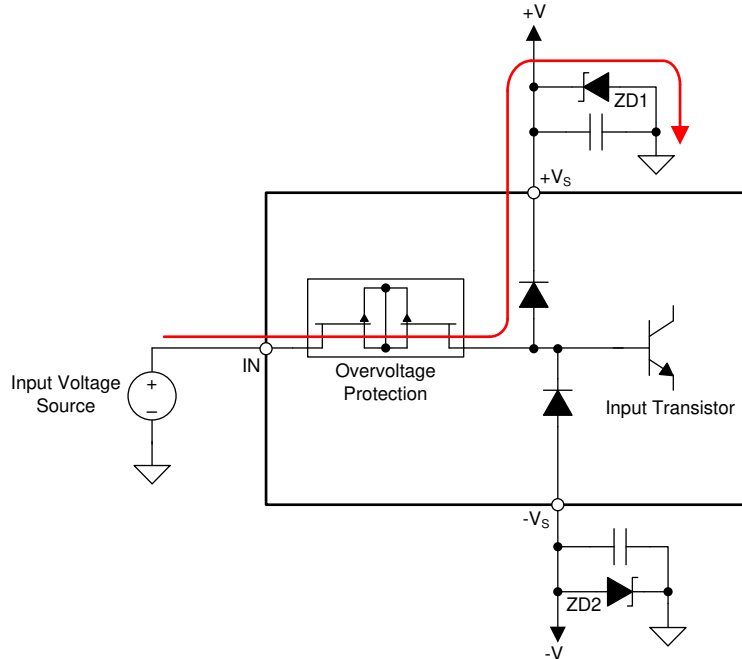 +V
ZD1
+VS
IN
Overvoltage
Protection
Input Voltage
Source
+
−
Input Transistor
-VS
ZD2
-V